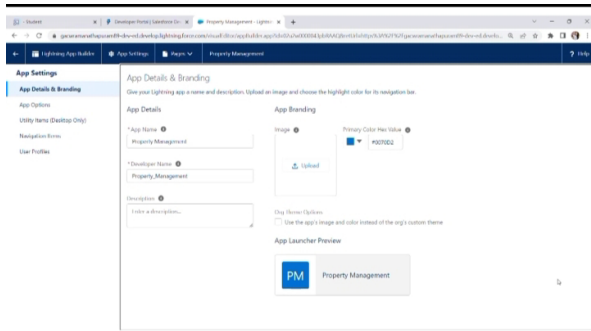 Student
Developer Portal | Salesforce De
Property Management - Lightni
Lightning App Builder
App Settings
Pages
Property Management
? Help
App Settings
App Details & Branding
App Options
Utility Items (Desktop Only)
Navigation Items
User Profiles
App Details & Branding
Give your Lightning app a name and description. Upload an image and choose the highlight color for its navigation bar.
App Details
App Branding
*App Name
Property Management
*Developer Name
Property_Management
Description
Enter a description...
Image
Upload
Primary Color Hex Value
#0070D2
Org Theme Options
Use the app's image and color instead of the org's custom theme
App Launcher Preview
PM
Property Management